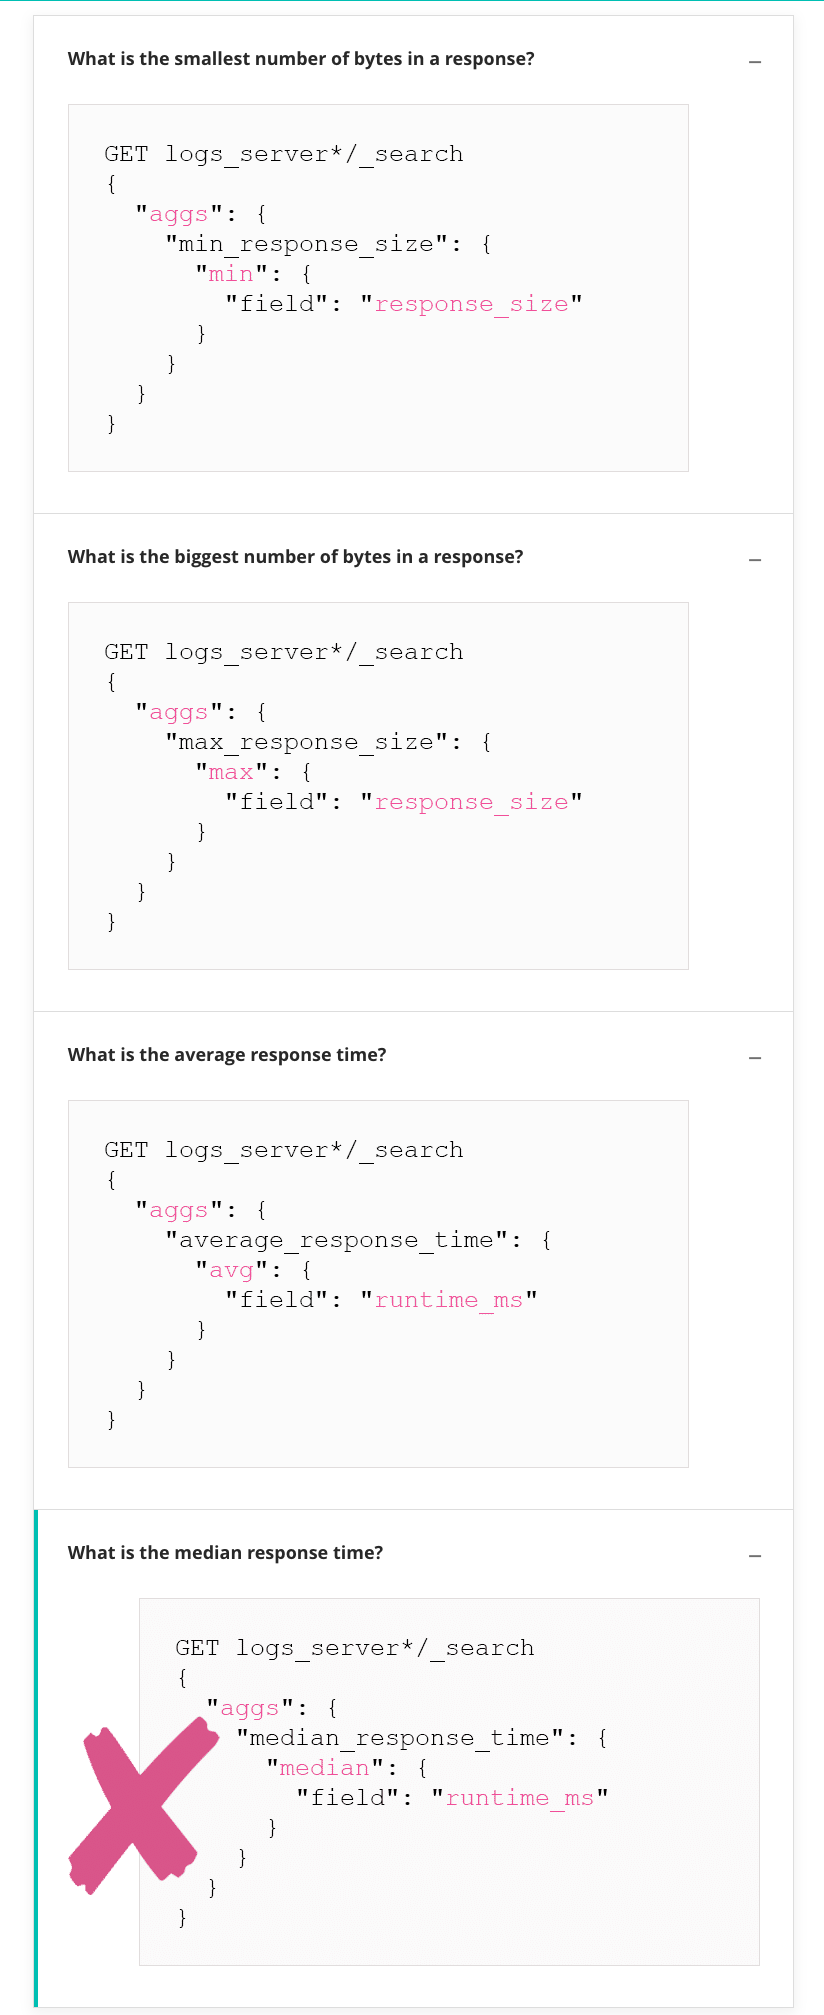 What is the smallest number of bytes in a response?
GET logs_server*/_search
{
  "aggs": {
    "min_response_size": {
      "min": {
        "field": "response_size"
      }
    }
  }
}
What is the biggest number of bytes in a response?
GET logs_server*/_search
{
  "aggs": {
    "max_response_size": {
      "max": {
        "field": "response_size"
      }
    }
  }
}
What is the average response time?
GET logs_server*/_search
{
  "aggs": {
    "average_response_time": {
      "avg": {
        "field": "runtime_ms"
      }
    }
  }
}
What is the median response time?
GET logs_server*/_search
{
  "aggs": {
    "median_response_time": {
      "median": {
        "field": "runtime_ms"
      }
    }
  }
}